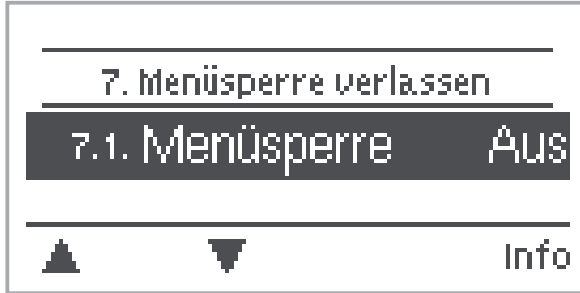 7. Menüsperre verlassen
7.1. Menüsperre Aus
Info